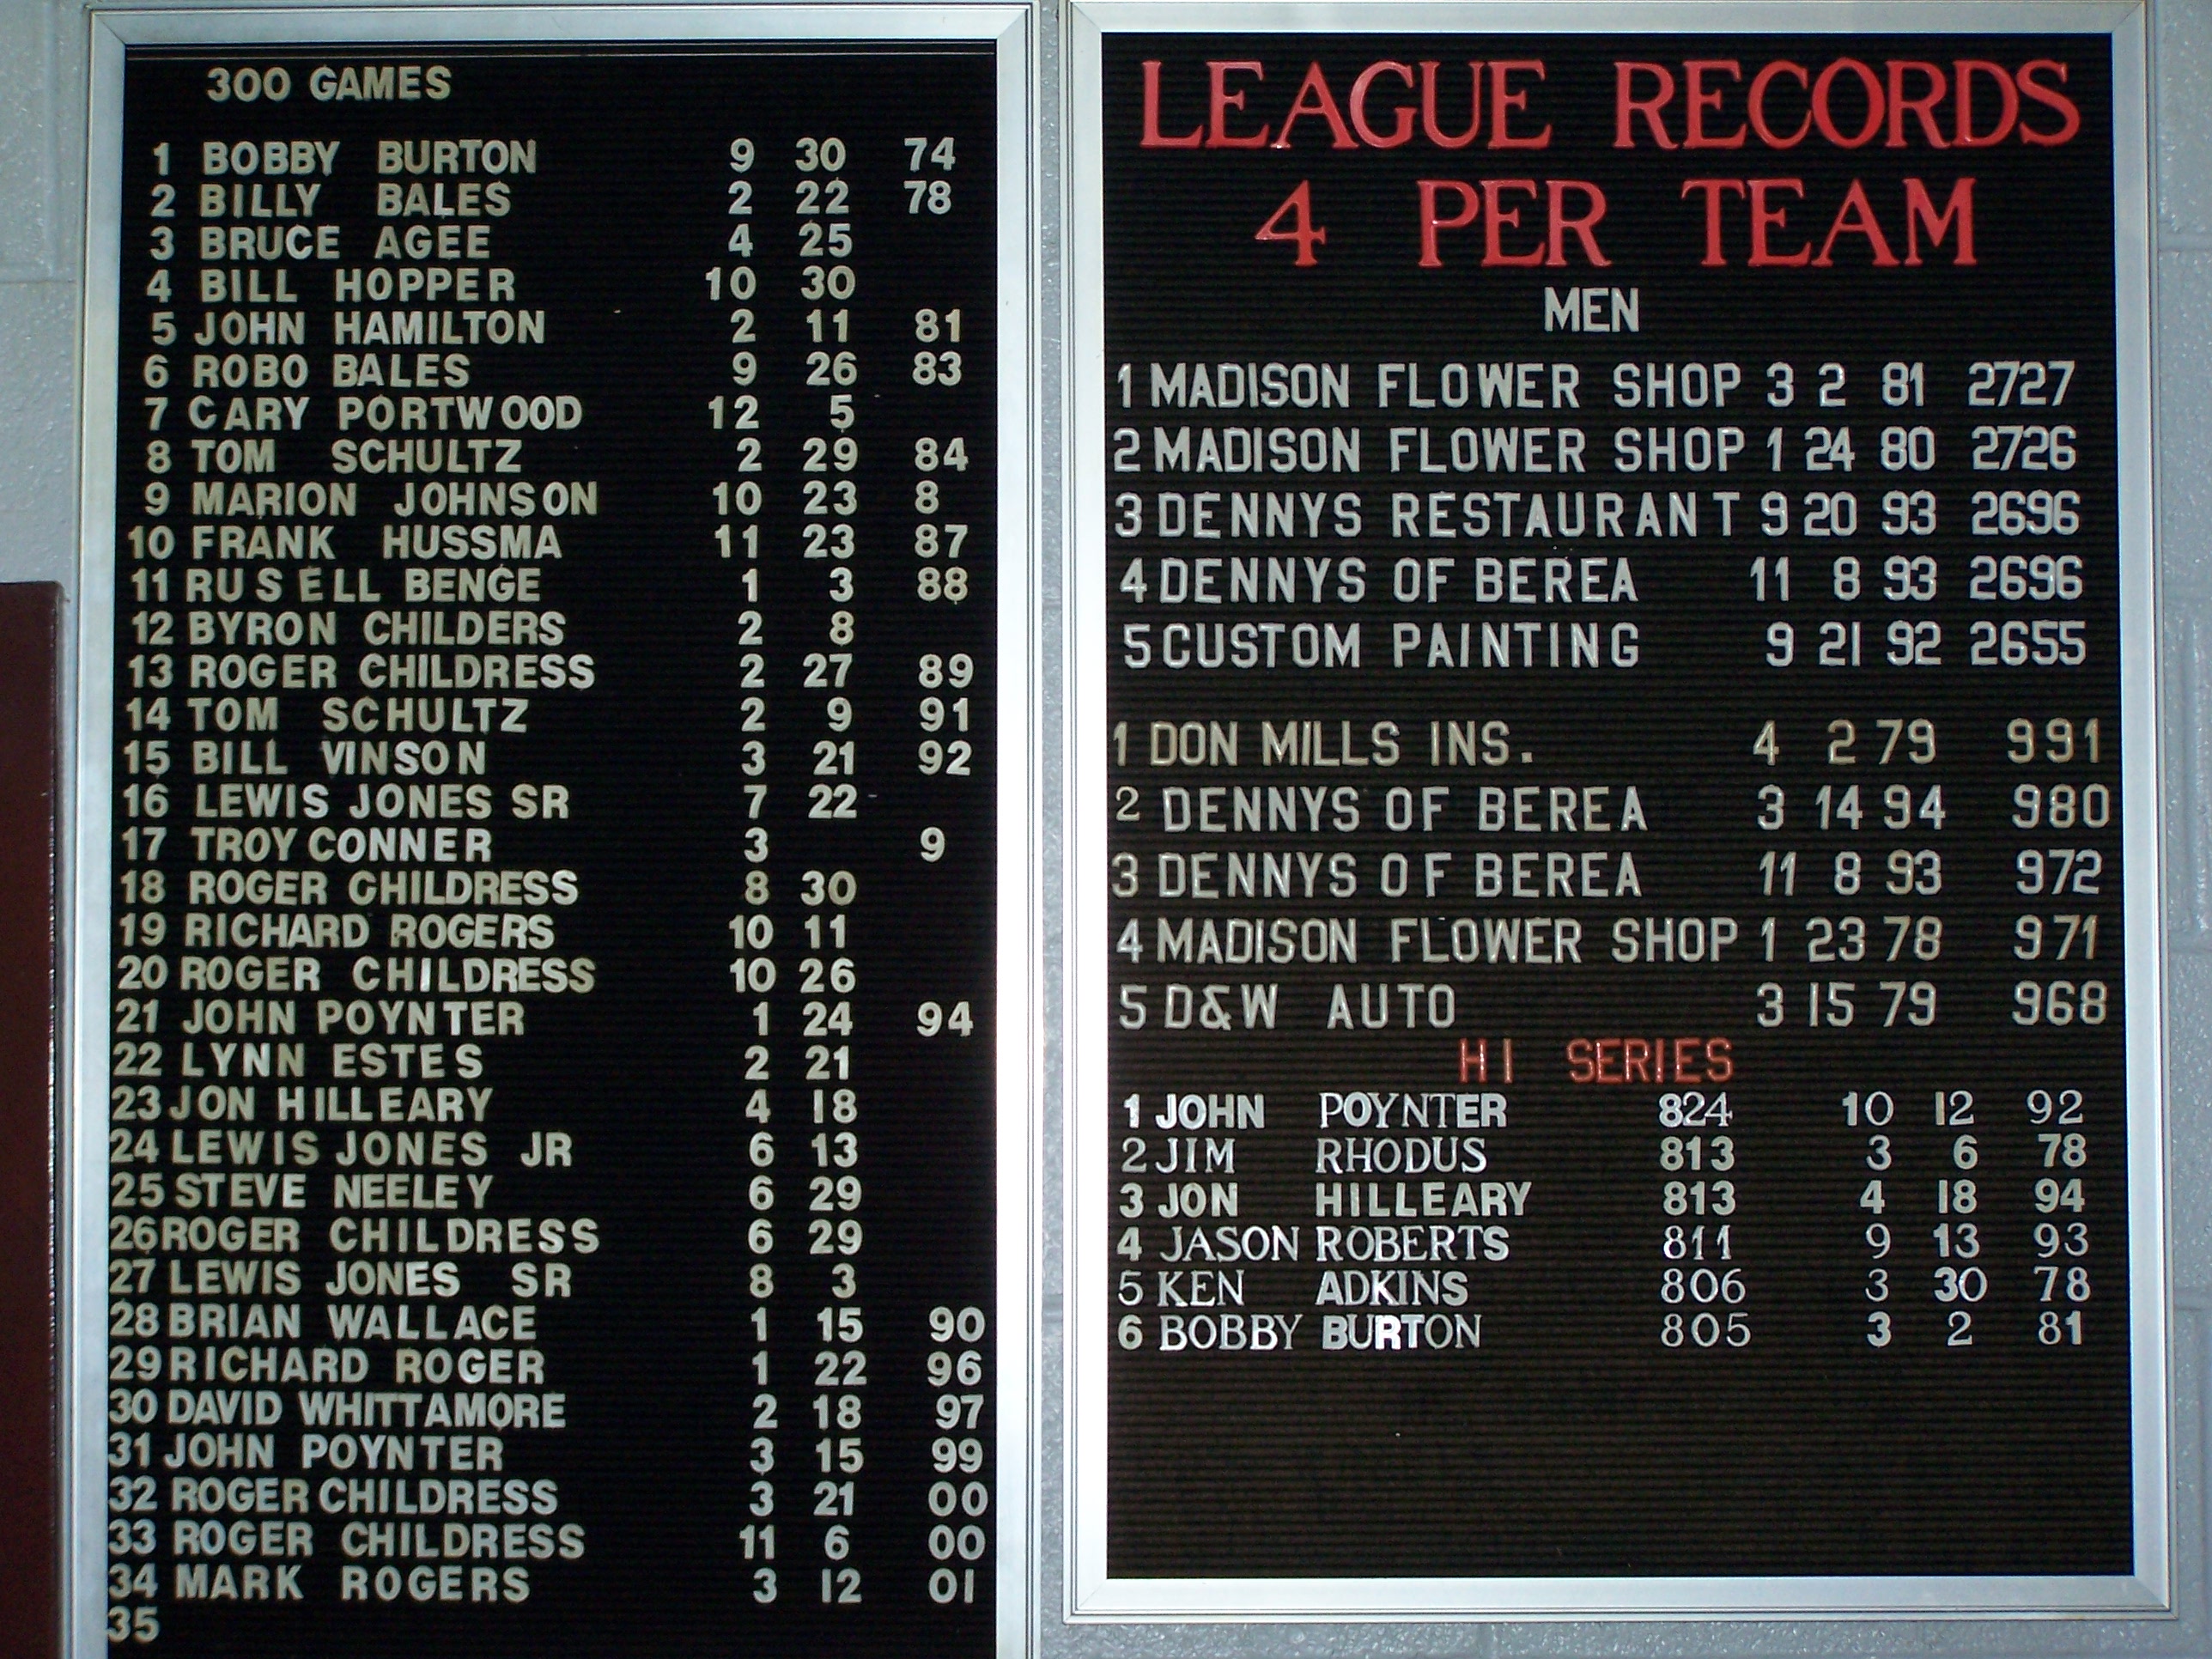 300 GAMES
1 BOBBY BURTON 9 30 74
2 BILLY BALES 2 22 78
3 BRUCE AGEE 4 25
4 BILL HOPPER 10 30
5 JOHN HAMILTON 2 11 81
6 ROBO BALES 9 26 83
7 CARY PORTWOOD 12 5
8 TOM SCHULTZ 2 29 84
9 MARION JOHNSON 10 23 8
10 FRANK HUSSMA 11 23 87
11 RUSELL BENGE 1 3 88
12 BYRON CHILDERS 2 8
13 ROGER CHILDRESS 2 27 89
14 TOM SCHULTZ 2 9 91
15 BILL VINSON 3 21 92
16 LEWIS JONES SR 7 22
17 TROY CONNER 3 9
18 ROGER CHILDRESS 8 30
19 RICHARD ROGERS 10 11
20 ROGER CHILDRESS 10 26
21 JOHN POYNTER 1 24 94
22 LYNN ESTES 2 21
23 JON HILLEARY 4 18
24 LEWIS JONES JR 6 13
25 STEVE NEELEY 6 29
26 ROGER CHILDRESS 6 29
27 LEWIS JONES SR 8 3
28 BRIAN WALLACE 1 15 90
29 RICHARD ROGER 1 22 96
30 DAVID WHITTAMORE 2 18 97
31 JOHN POYNTER 3 15 99
32 ROGER CHILDRESS 3 21 00
33 ROGER CHILDRESS 11 6 00
34 MARK ROGERS 3 12 01
35
LEAGUE RECORDS
4 PER TEAM
MEN
1 MADISON FLOWER SHOP 3 2 81 2727
2 MADISON FLOWER SHOP 1 24 80 2726
3 DENNYS RESTAURANT 9 20 93 2696
4 DENNYS OF BEREA 11 8 93 2696
5 CUSTOM PAINTING 9 21 92 2655
1 DON MILLS INS. 4 2 79 991
2 DENNYS OF BEREA 3 14 94 980
3 DENNYS OF BEREA 11 8 93 972
4 MADISON FLOWER SHOP 1 23 78 971
5 D&W AUTO 3 15 79 968
HI SERIES
1 JOHN POYNTER 824 10 12 92
2 JIM RHODUS 813 3 6 78
3 JON HILLEARY 813 4 18 94
4 JASON ROBERTS 811 9 13 93
5 KEN ADKINS 806 3 30 78
6 BOBBY BURTON 805 3 2 81